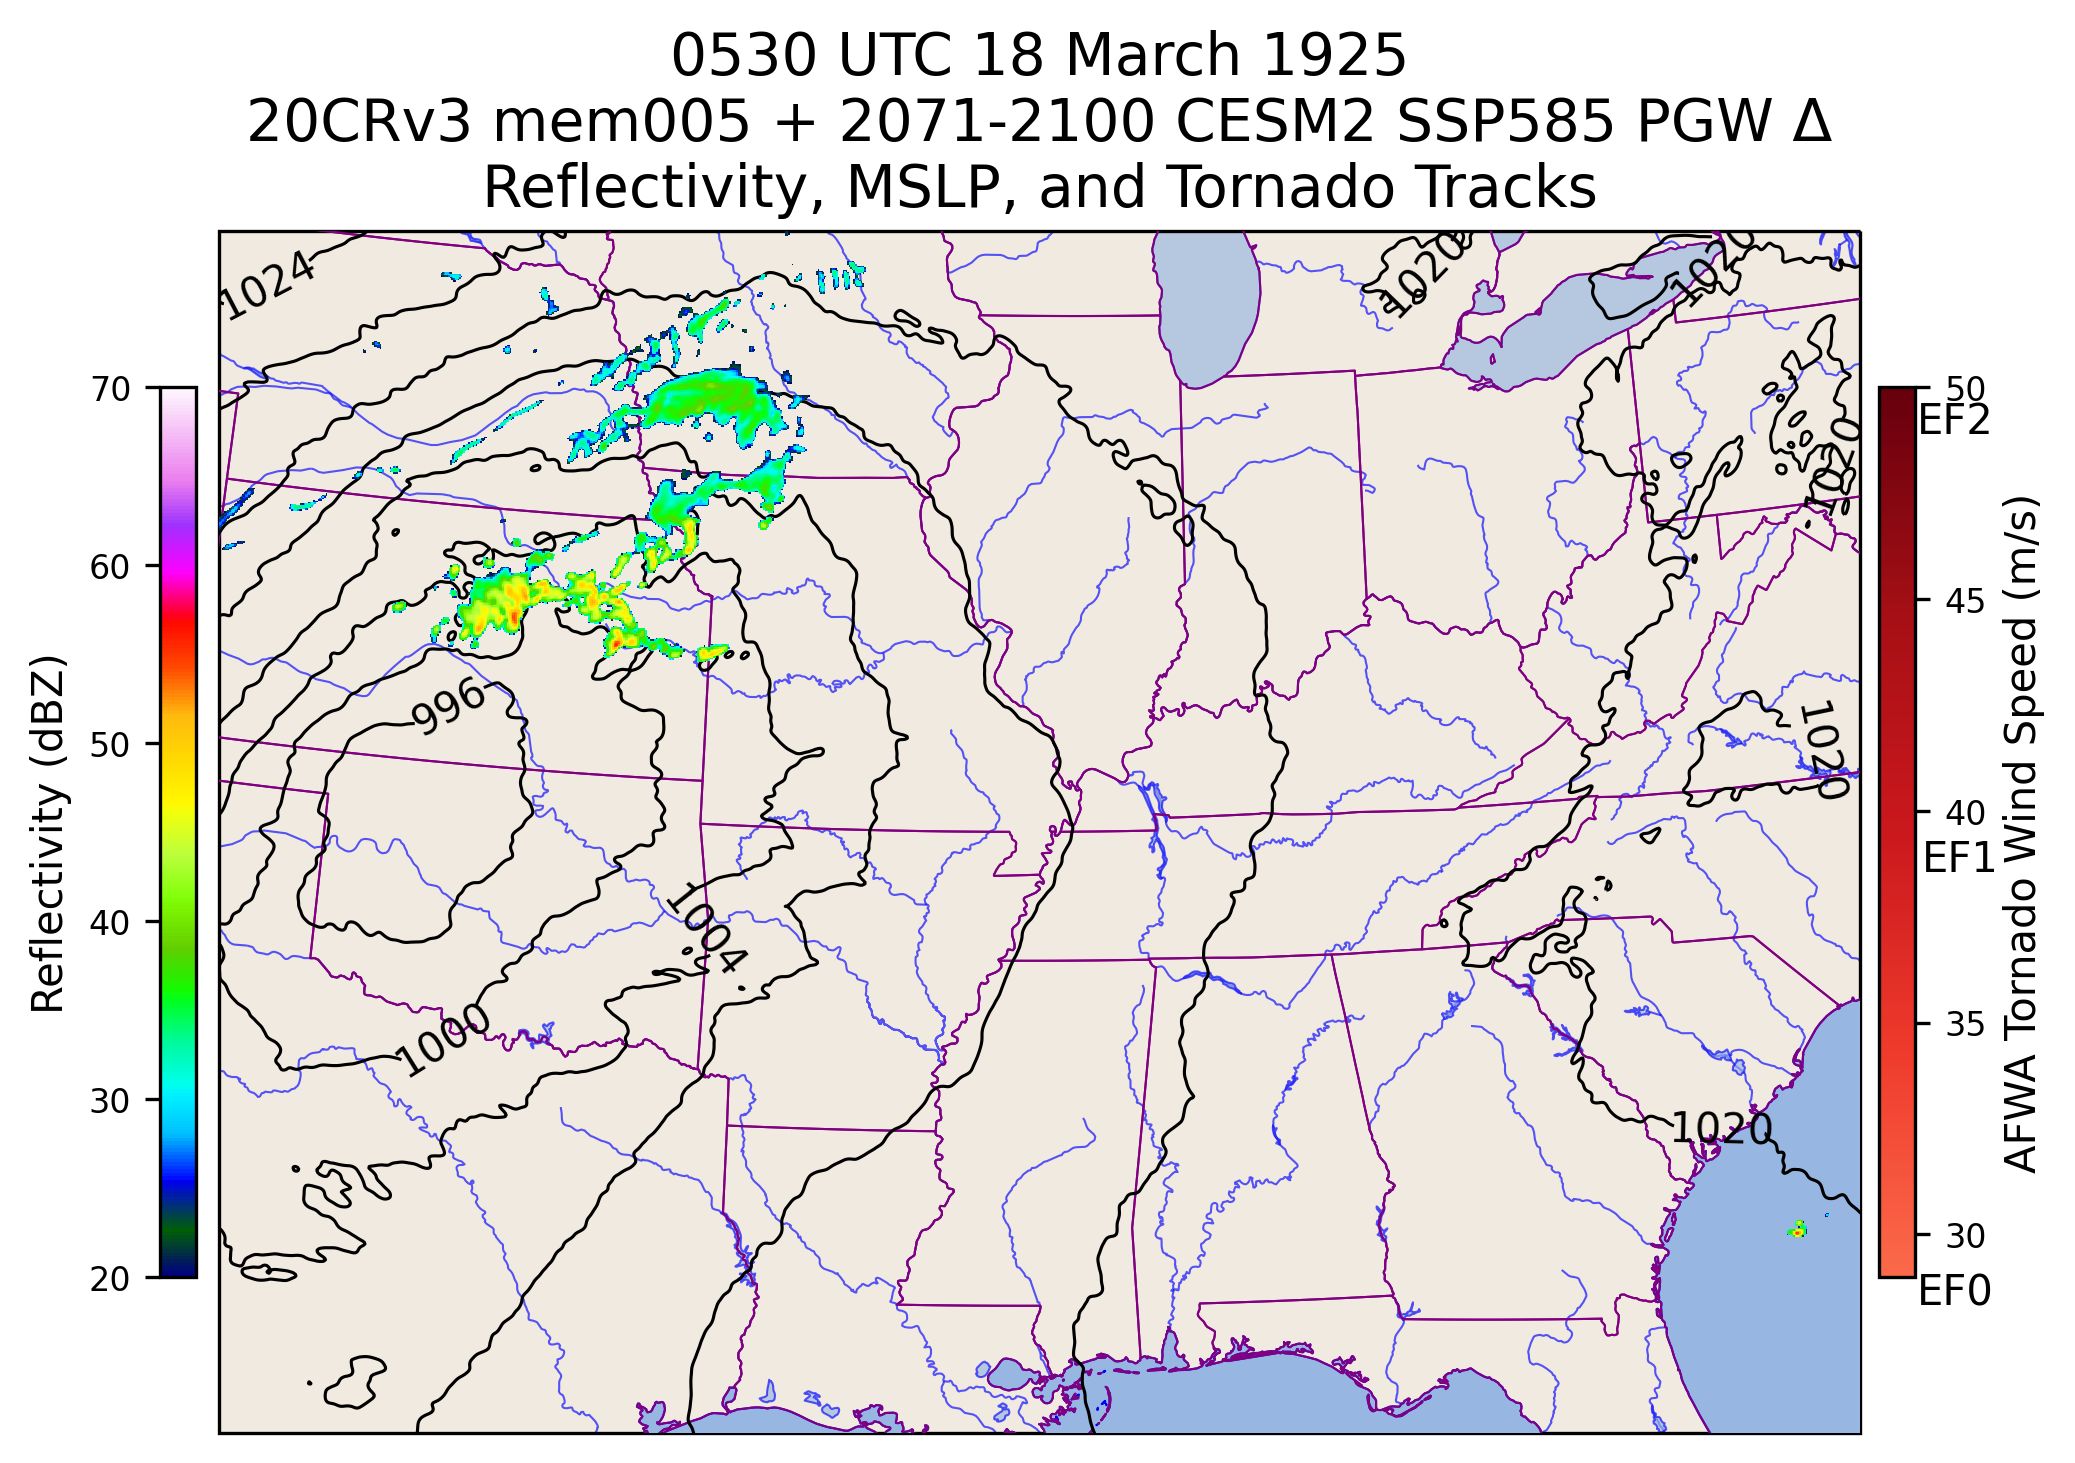 0530 UTC 18 March 1925
20CRv3 mem005 + 2071-2100 CESM2 SSP585 PGW Δ
Reflectivity, MSLP, and Tornado Tracks
1024
1020
1020
1020
1020
996
1020
1004
1000
1020
70
60
50
40
30
20
Reflectivity (dBZ)
50
EF2
45
40
EF1
35
30
EF0
AFWA Tornado Wind Speed (m/s)